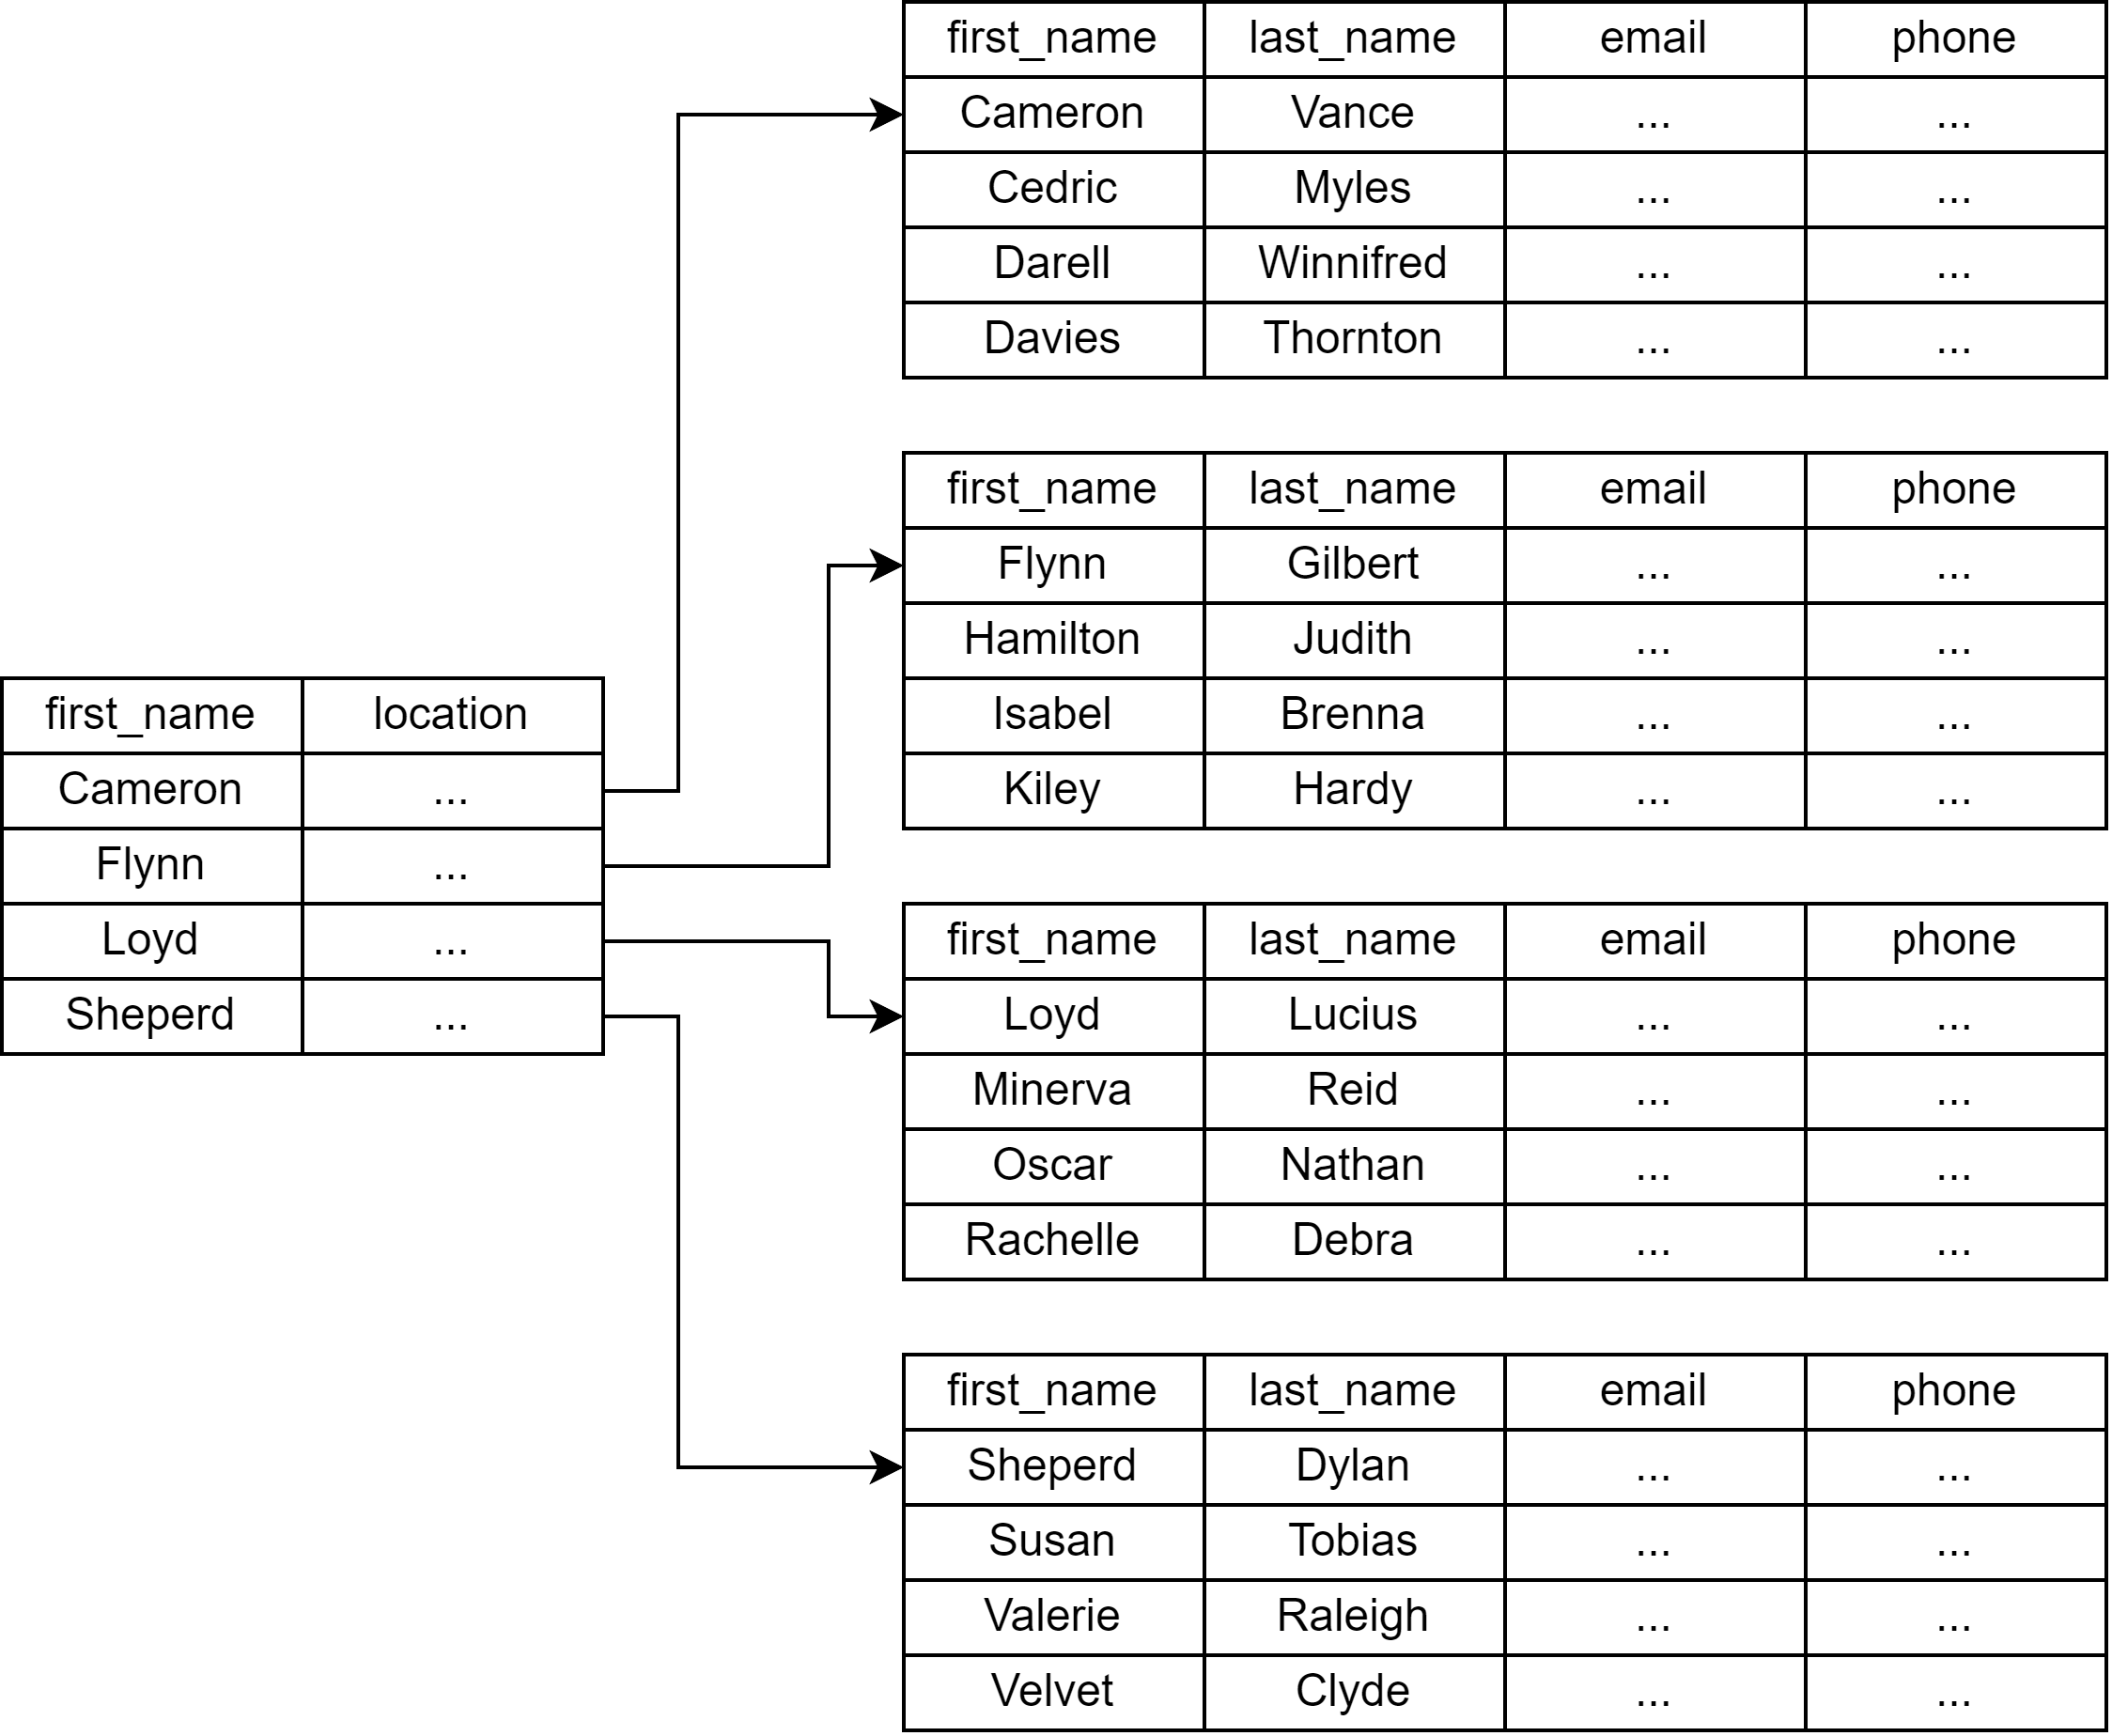 first_name last_name email phone
Cameron Vance ... ...
Cedric Myles ... ...
Darell Winnifred ... ...
Davies Thornton ... ...
first_name last_name email phone
Flynn Gilbert ... ...
Hamilton Judith ... ...
Isabel Brenna ... ...
Kiley Hardy ... ...
first_name location
Cameron ...
Flynn ...
Loyd ...
Sheperd ...
first_name last_name email phone
Loyd Lucius ... ...
Minerva Reid ... ...
Oscar Nathan ... ...
Rachelle Debra ... ...
first_name last_name email phone
Sheperd Dylan ... ...
Susan Tobias ... ...
Valerie Raleigh ... ...
Velvet Clyde ... ...